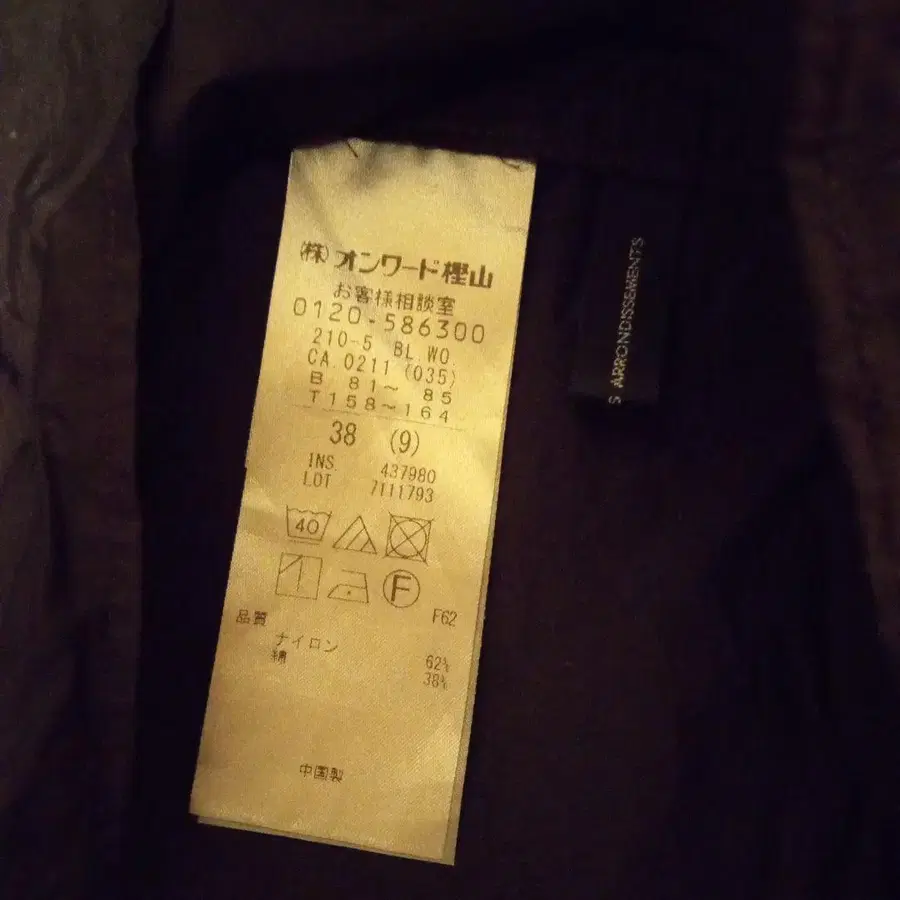 (株)オンワード樫山
お客様相談室
0120-586300
210-5 BL.WO.
CA.0211 (035)
B 81〜 85
T158〜164
38 (9)
INS. 437980
LOT 7111793
40
F
品質 F62
ナイロン 62%
綿 38%
中国製
S ARRONDISSEMENTS